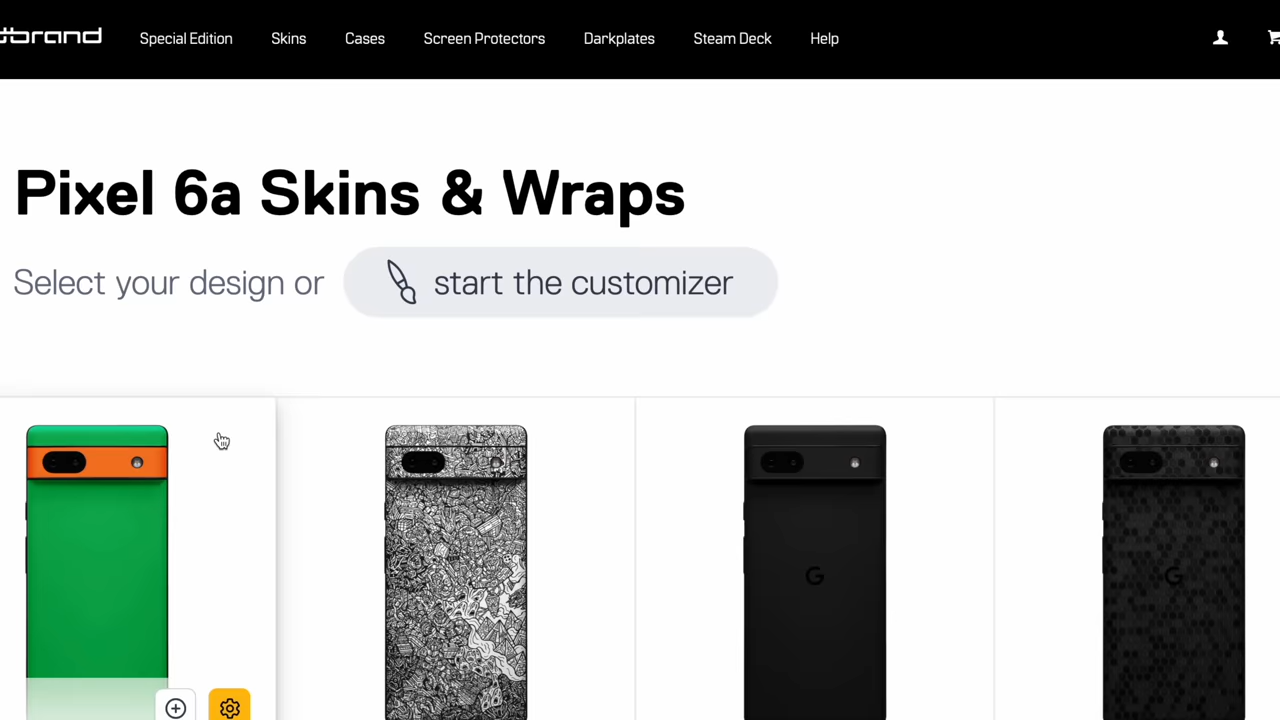 dbrand
Special Edition
Skins
Cases
Screen Protectors
Darkplates
Steam Deck
Help
Pixel 6a Skins & Wraps
Select your design or
start the customizer
G
G